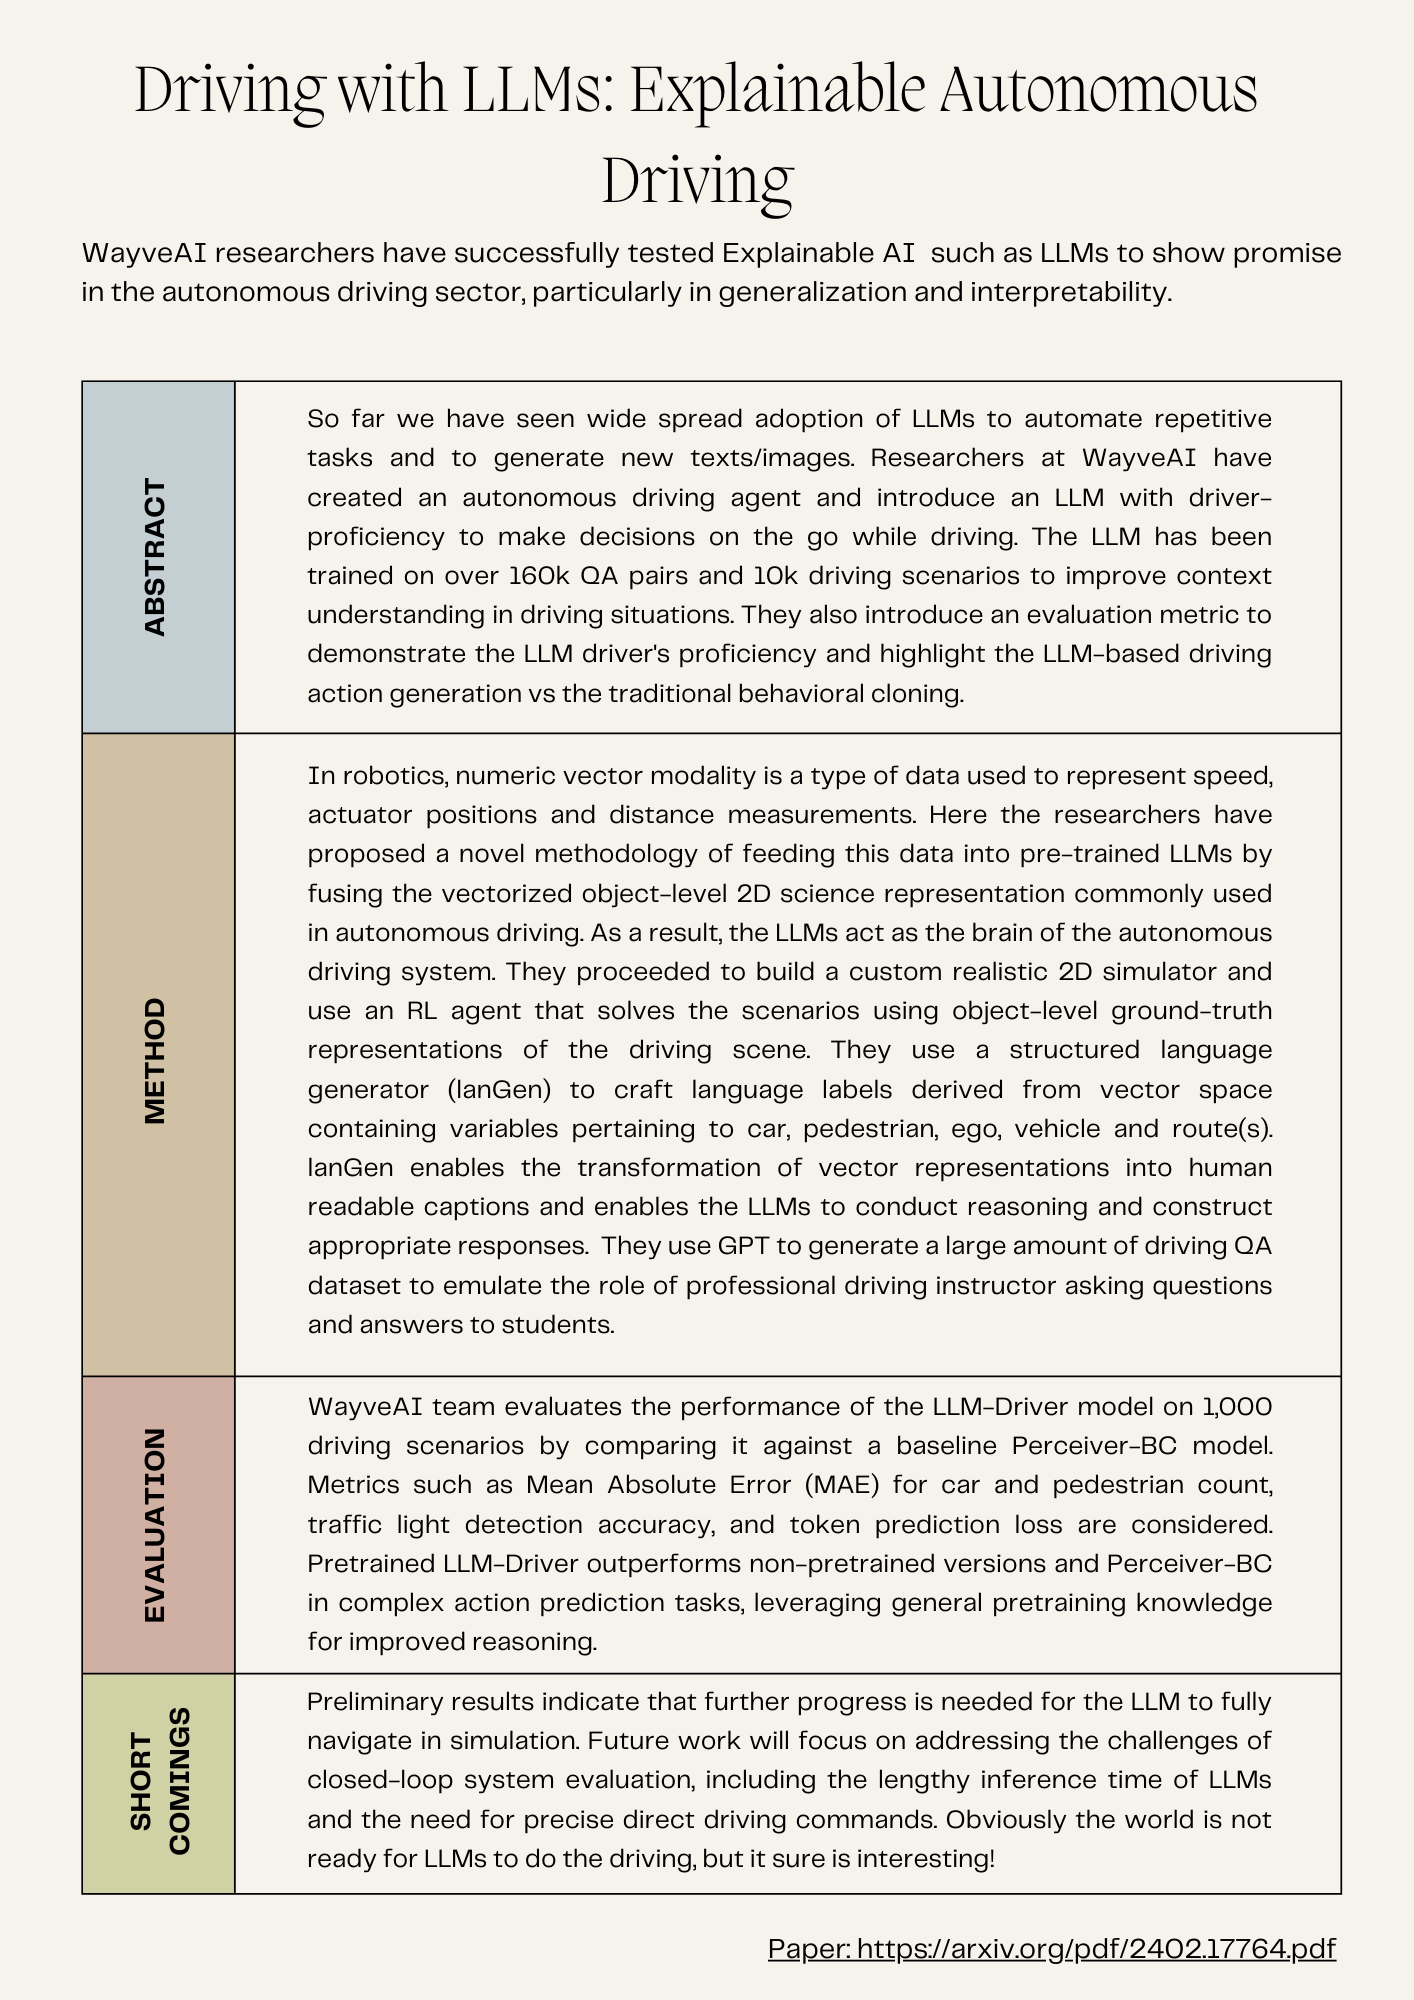 Driving with LLMs: Explainable Autonomous
Driving
WayveAI researchers have successfully tested Explainable AI  such as LLMs to show promise
in the autonomous driving sector, particularly in generalization and interpretability.
ABSTRACT
So far we have seen wide spread adoption of LLMs to automate repetitive
tasks and to generate new texts/images. Researchers at WayveAI have
created an autonomous driving agent and introduce an LLM with driver-
proficiency to make decisions on the go while driving. The LLM has been
trained on over 160k QA pairs and 10k driving scenarios to improve context
understanding in driving situations. They also introduce an evaluation metric to
demonstrate the LLM driver's proficiency and highlight the LLM-based driving
action generation vs the traditional behavioral cloning.
METHOD
In robotics, numeric vector modality is a type of data used to represent speed,
actuator positions and distance measurements. Here the researchers have
proposed a novel methodology of feeding this data into pre-trained LLMs by
fusing the vectorized object-level 2D science representation commonly used
in autonomous driving. As a result, the LLMs act as the brain of the autonomous
driving system. They proceeded to build a custom realistic 2D simulator and
use an RL agent that solves the scenarios using object-level ground-truth
representations of the driving scene. They use a structured language
generator (lanGen) to craft language labels derived from vector space
containing variables pertaining to car, pedestrian, ego, vehicle and route(s).
lanGen enables the transformation of vector representations into human
readable captions and enables the LLMs to conduct reasoning and construct
appropriate responses.  They use GPT to generate a large amount of driving QA
dataset to emulate the role of professional driving instructor asking questions
and answers to students.
EVALUATION
WayveAI team evaluates the performance of the LLM-Driver model on 1,000
driving scenarios by comparing it against a baseline Perceiver-BC model.
Metrics such as Mean Absolute Error (MAE) for car and pedestrian count,
traffic light detection accuracy, and token prediction loss are considered.
Pretrained LLM-Driver outperforms non-pretrained versions and Perceiver-BC
in complex action prediction tasks, leveraging general pretraining knowledge
for improved reasoning.
SHORT
COMINGS
Preliminary results indicate that further progress is needed for the LLM to fully
navigate in simulation. Future work will focus on addressing the challenges of
closed-loop system evaluation, including the lengthy inference time of LLMs
and the need for precise direct driving commands. Obviously the world is not
ready for LLMs to do the driving, but it sure is interesting!
Paper: https://arxiv.org/pdf/2402.17764.pdf